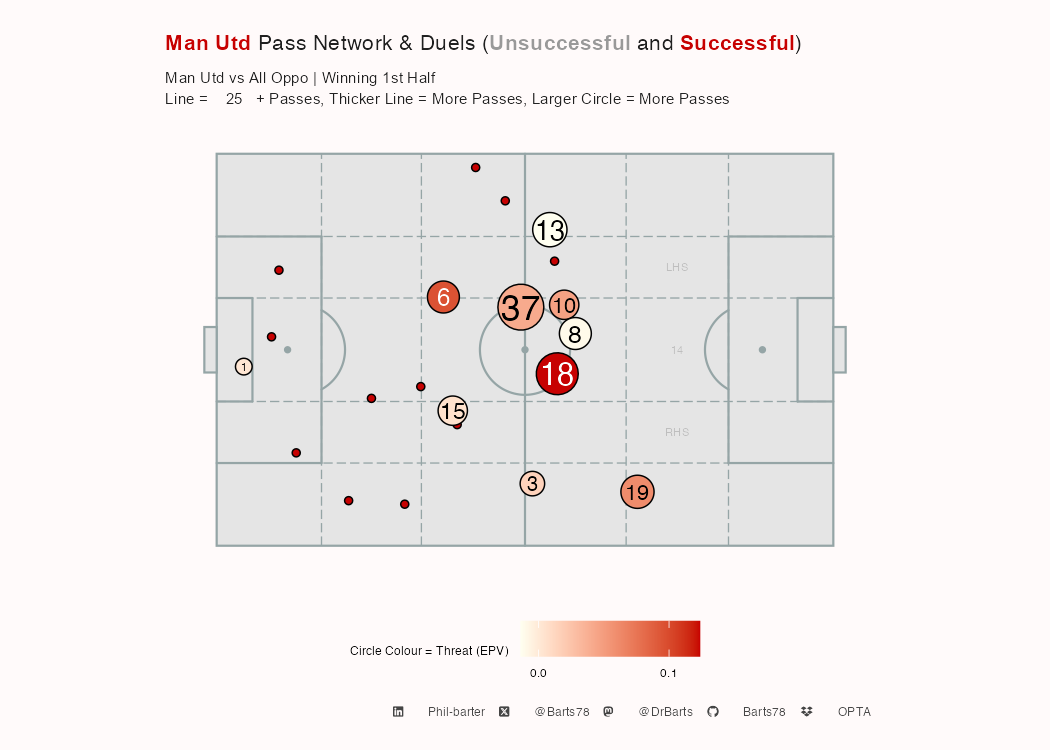 Man Utd Pass Network & Duels (Unsuccessful and Successful)
Man Utd vs All Oppo | Winning 1st Half
Line = 25 + Passes, Thicker Line = More Passes, Larger Circle = More Passes
13
LHS
6
37
10
8
14
1
18
15
RHS
3
19
Circle Colour = Threat (EPV)
0.0
0.1
Phil-barter @Barts78 @DrBarts Barts78 OPTA